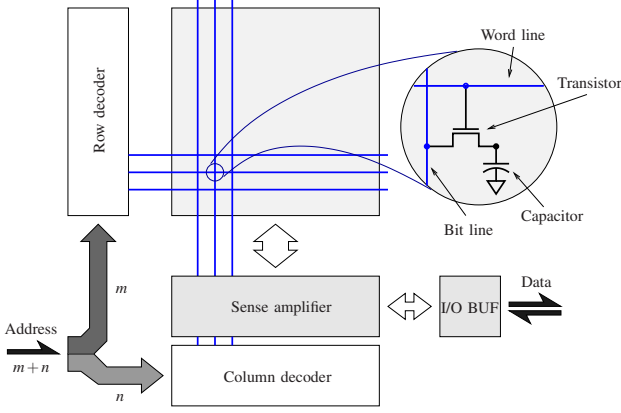 Word line
Row decoder
Transistor
Capacitor
Bit line
m
Sense amplifier
I/O BUF
Data
Address
m+n
Column decoder
n